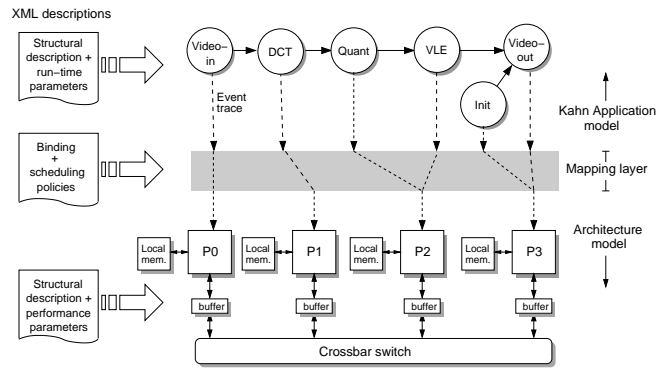 XML descriptions
Structural
description +
run−time
parameters
Video−
in
DCT
Quant
VLE
Video−
out
Init
Event
trace
Kahn Application
model
Binding
+
scheduling
policies
Mapping layer
Architecture
model
Local
mem.
P0
Local
mem.
P1
Local
mem.
P2
Local
mem.
P3
Structural
description +
performance
parameters
buffer
buffer
buffer
buffer
Crossbar switch